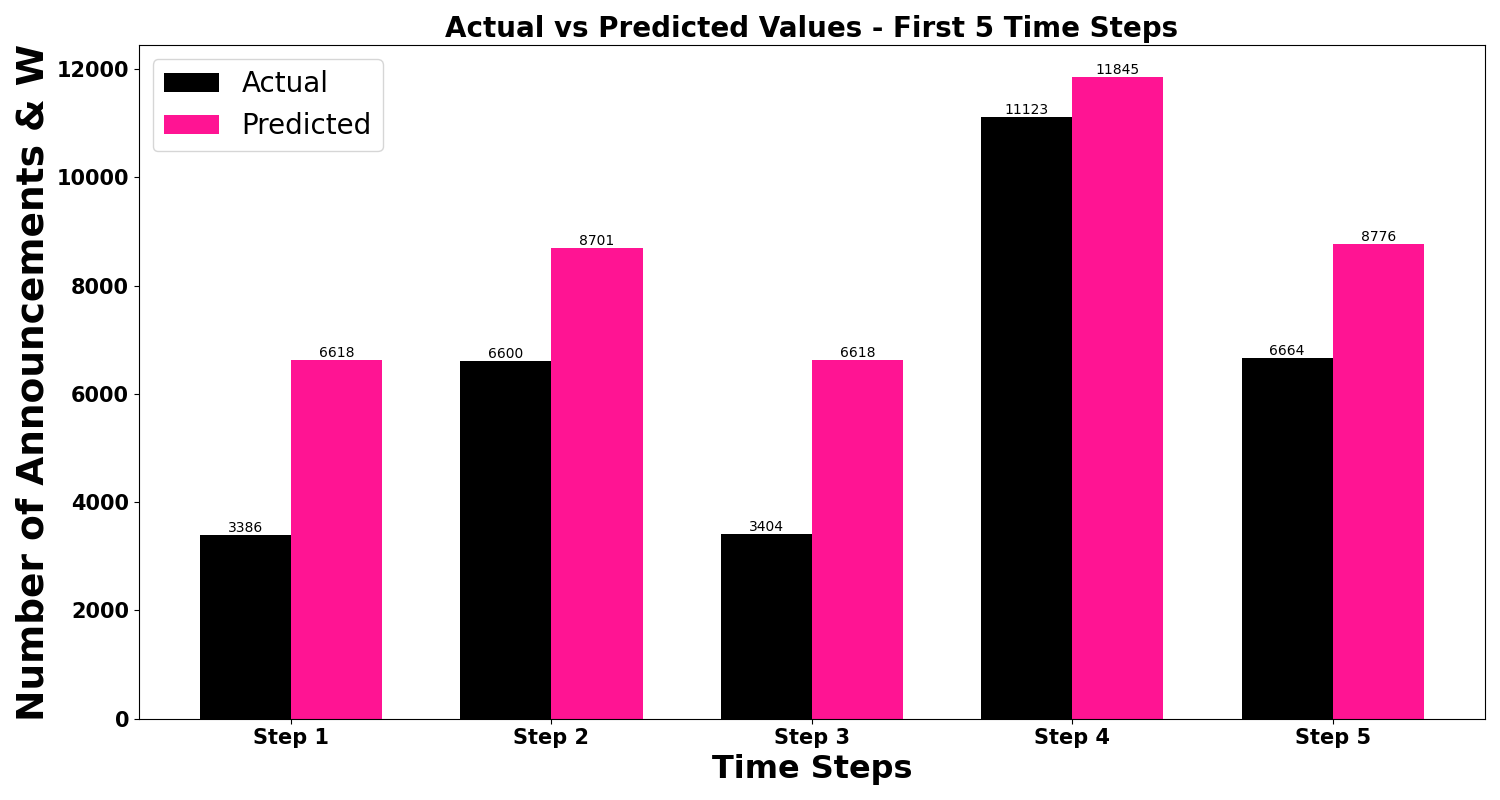 Actual vs Predicted Values - First 5 Time Steps
Number of Announcements & W
12000
10000
8000
6000
4000
2000
0
Actual
Predicted
3386
6618
6600
8701
3404
6618
11123
11845
6664
8776
Step 1
Step 2
Step 3
Step 4
Step 5
Time Steps